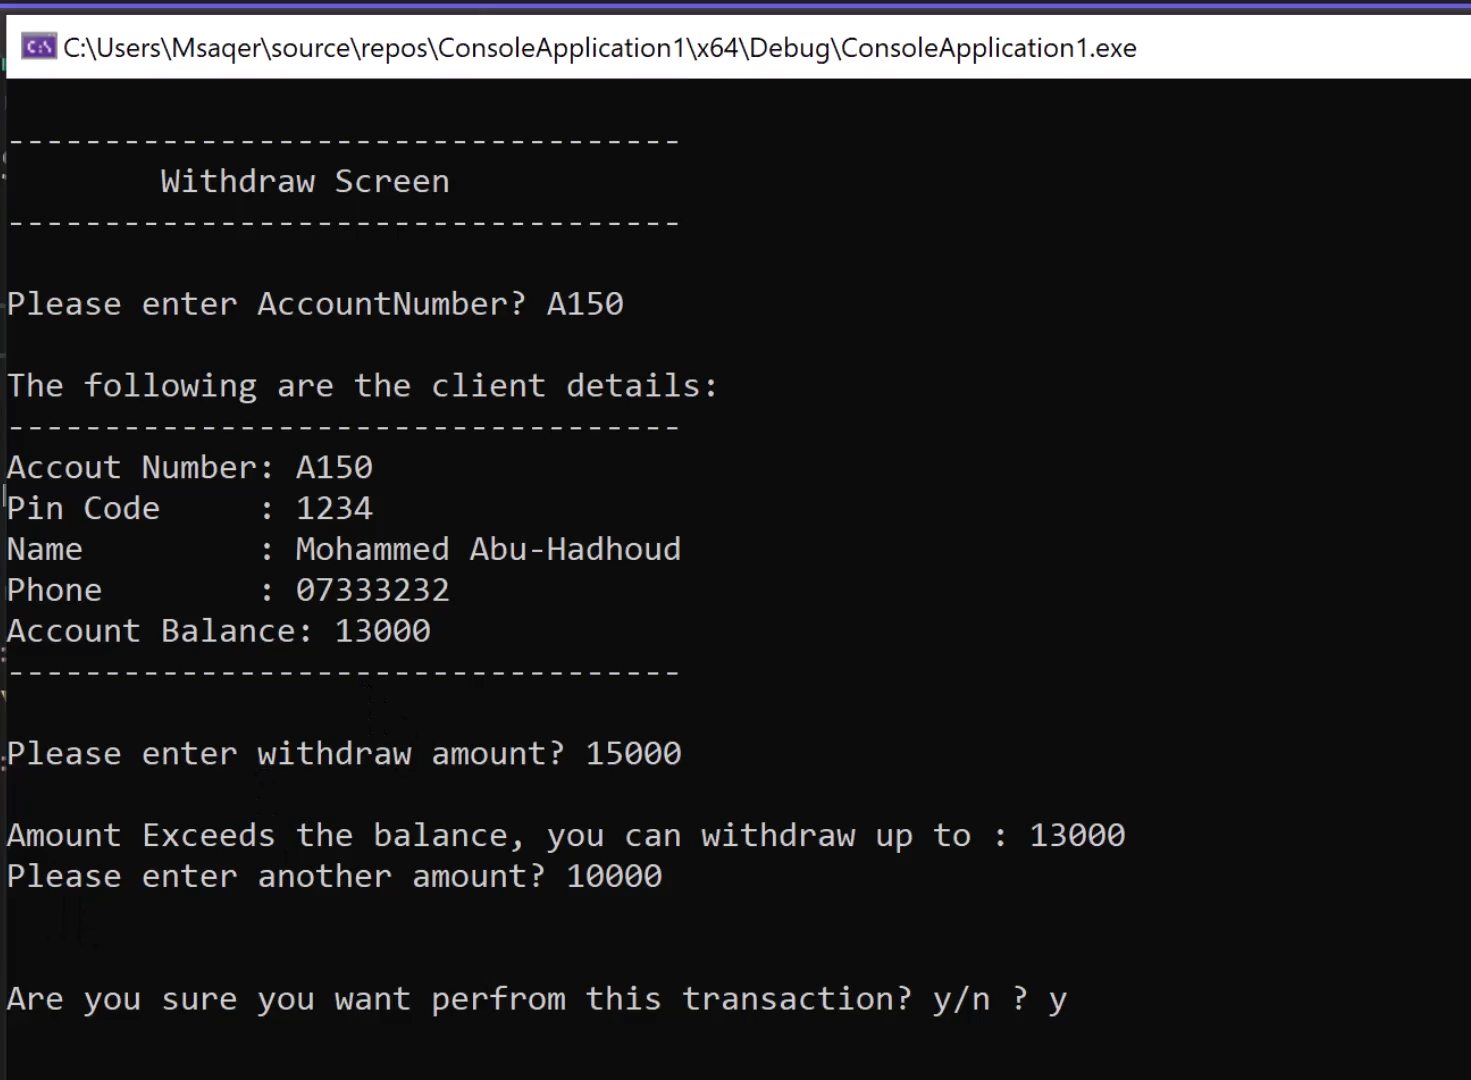 C:\Users\Msaqer\source\repos\ConsoleApplication1\x64\Debug\ConsoleApplication1.exe
-----------------------------------
Withdraw Screen
-----------------------------------
Please enter AccountNumber? A150
The following are the client details:
-----------------------------------
Accout Number: A150
Pin Code     : 1234
Name         : Mohammed Abu-Hadhoud
Phone        : 07333232
Account Balance: 13000
-----------------------------------
Please enter withdraw amount? 15000
Amount Exceeds the balance, you can withdraw up to : 13000
Please enter another amount? 10000
Are you sure you want perfrom this transaction? y/n ? y